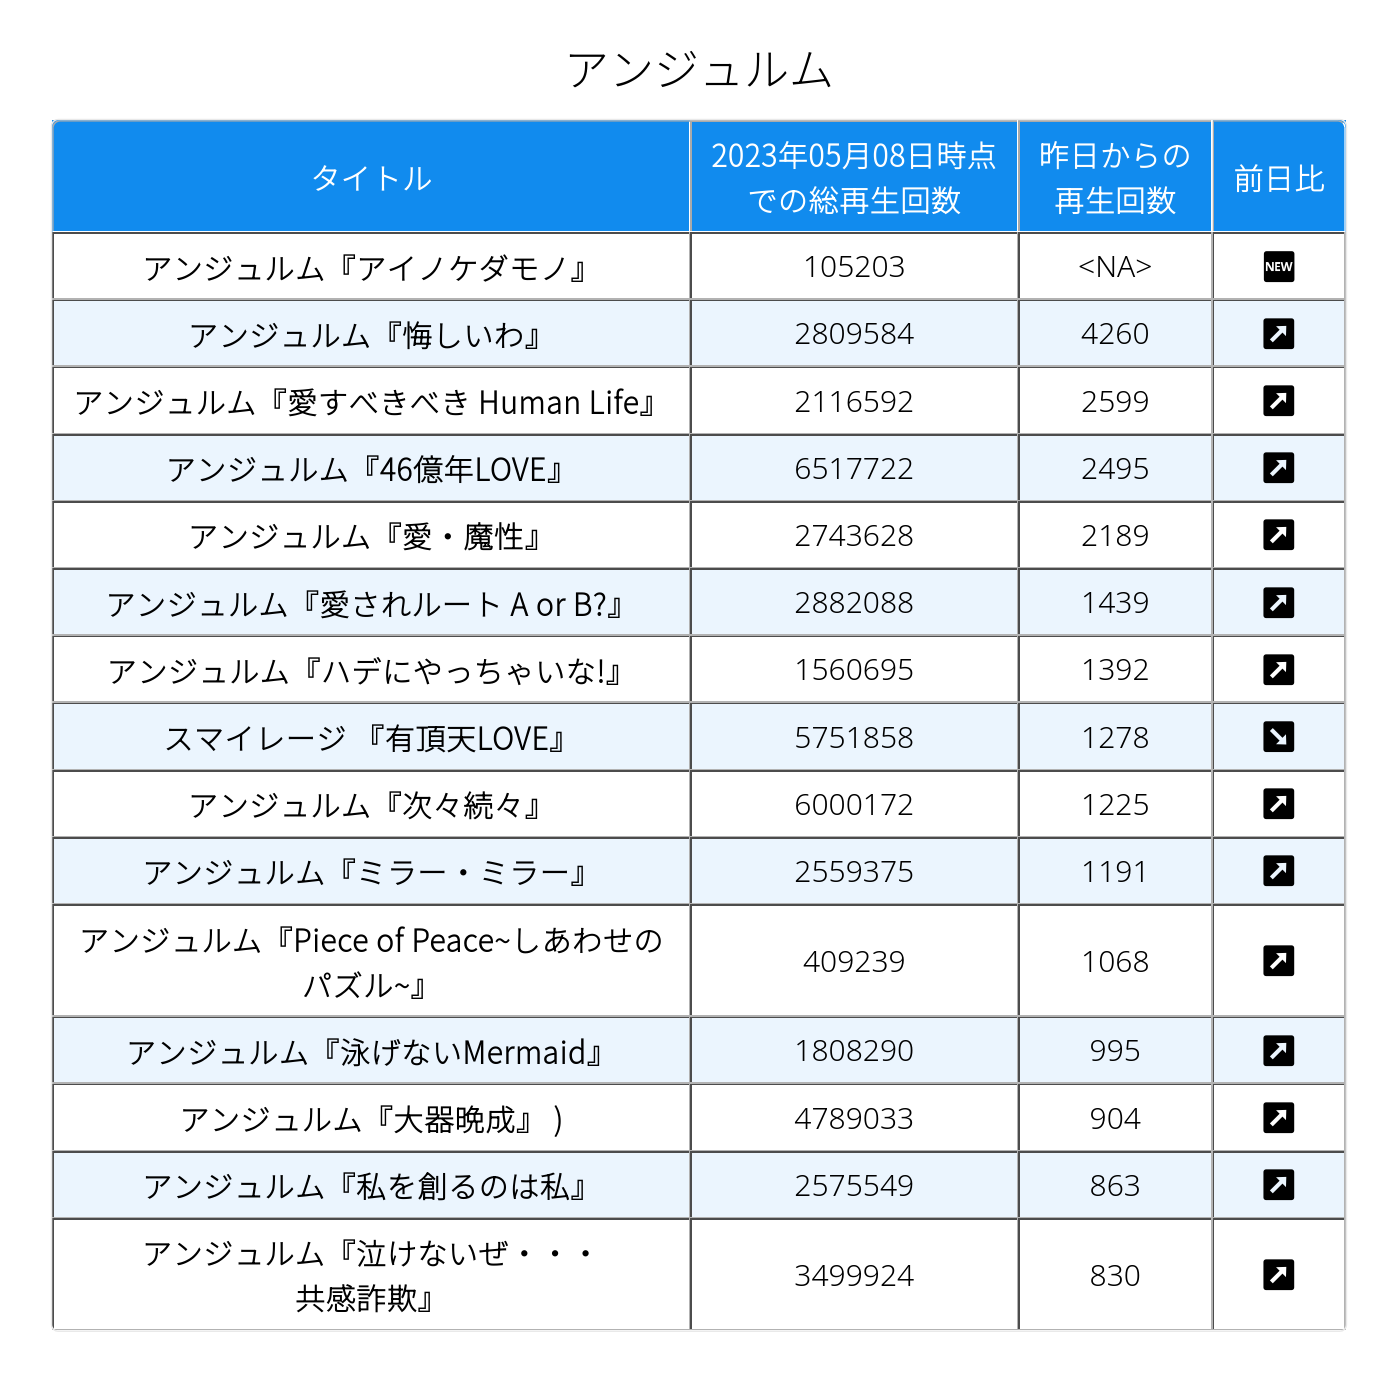 アンジュルム
タイトル
2023年05月08日時点
での総再生回数
昨日からの
再生回数
前日比
アンジュルム『アイノケダモノ』 105203 <NA> NEW
アンジュルム『悔しいわ』 2809584 4260
アンジュルム『愛すべきべき Human Life』 2116592 2599
アンジュルム『46億年LOVE』 6517722 2495
アンジュルム『愛・魔性』 2743628 2189
アンジュルム『愛されルート A or B?』 2882088 1439
アンジュルム『ハデにやっちゃいな!』 1560695 1392
スマイレージ 『有頂天LOVE』 5751858 1278
アンジュルム『次々続々』 6000172 1225
アンジュルム『ミラー・ミラー』 2559375 1191
アンジュルム『Piece of Peace~しあわせの
パズル~』 409239 1068
アンジュルム『泳げないMermaid』 1808290 995
アンジュルム『大器晩成』 ) 4789033 904
アンジュルム『私を創るのは私』 2575549 863
アンジュルム『泣けないぜ・・・
共感詐欺』 3499924 830